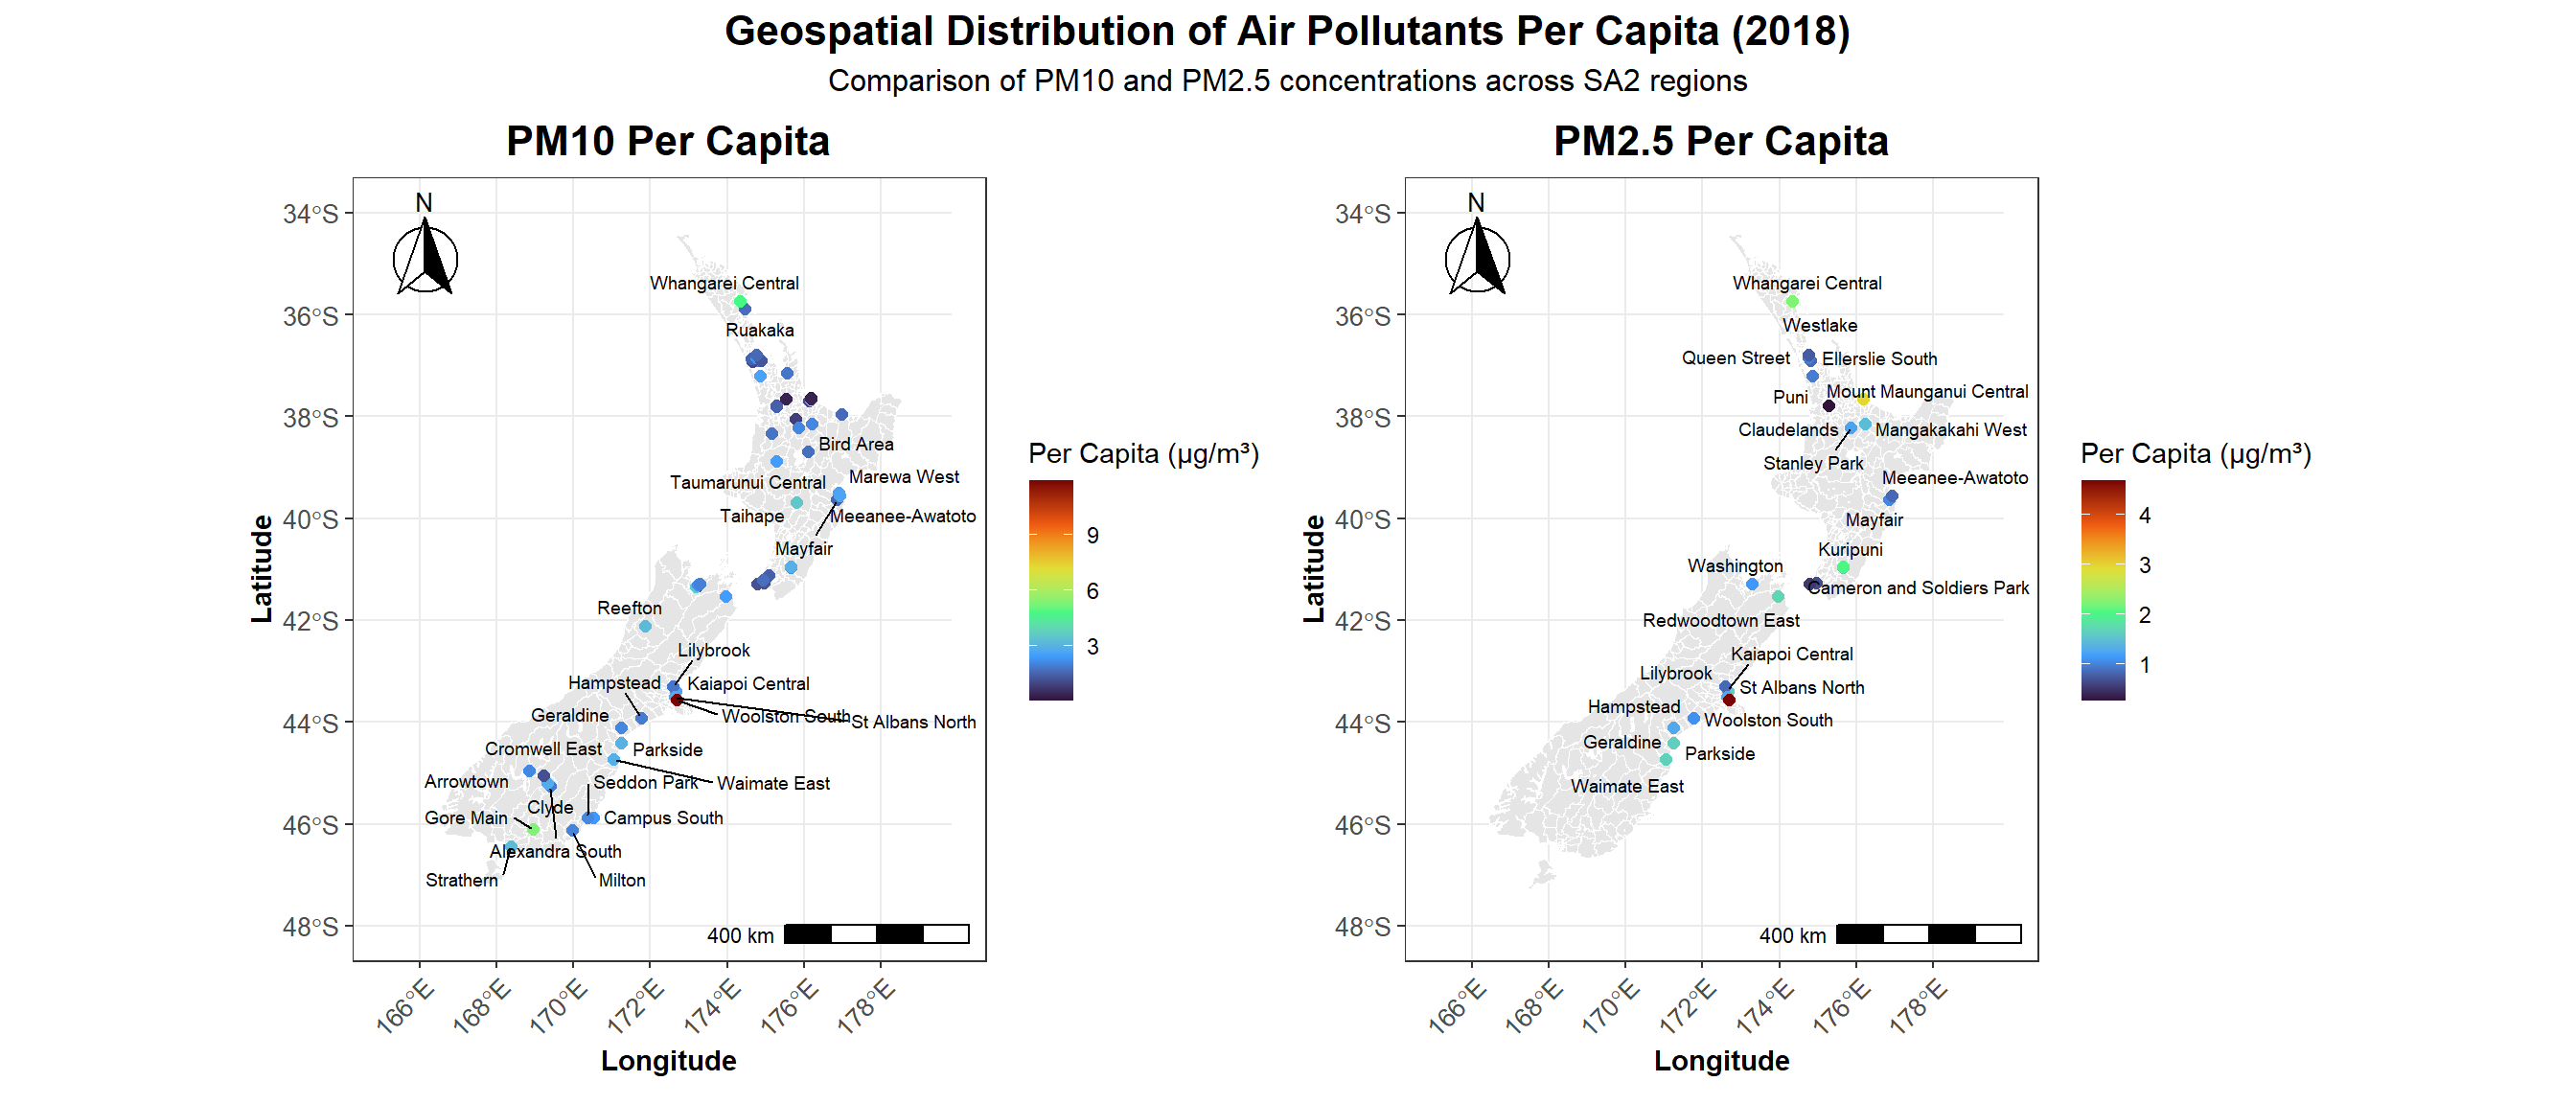 Geospatial Distribution of Air Pollutants Per Capita (2018)
Comparison of PM10 and PM2.5 concentrations across SA2 regions
PM10 Per Capita
N
34°S
36°S
38°S
40°S
42°S
44°S
46°S
48°S
Latitude
Whangarei Central
Ruakaka
Bird Area
Marewa West
Taumarunui Central
Taihape
Meeanee-Awatoto
Mayfair
Reefton
Lilybrook
Hampstead
Kaiapoi Central
Geraldine
Woolston South
St Albans North
Cromwell East
Parkside
Arrowtown
Seddon Park
Waimate East
Clyde
Gore Main
Campus South
Alexandra South
Strathern
Milton
400 km
166°E
168°E
170°E
172°E
174°E
176°E
178°E
Longitude
Per Capita (µg/m³)
9
6
3
PM2.5 Per Capita
N
34°S
36°S
38°S
40°S
42°S
44°S
46°S
48°S
Latitude
Whangarei Central
Westlake
Queen Street
Ellerslie South
Puni
Mount Maunganui Central
Claudelands
Mangakakahi West
Stanley Park
Meeanee-Awatoto
Mayfair
Kuripuni
Washington
Cameron and Soldiers Park
Redwoodtown East
Kaiapoi Central
Lilybrook
St Albans North
Hampstead
Woolston South
Geraldine
Parkside
Waimate East
400 km
166°E
168°E
170°E
172°E
174°E
176°E
178°E
Longitude
Per Capita (µg/m³)
4
3
2
1